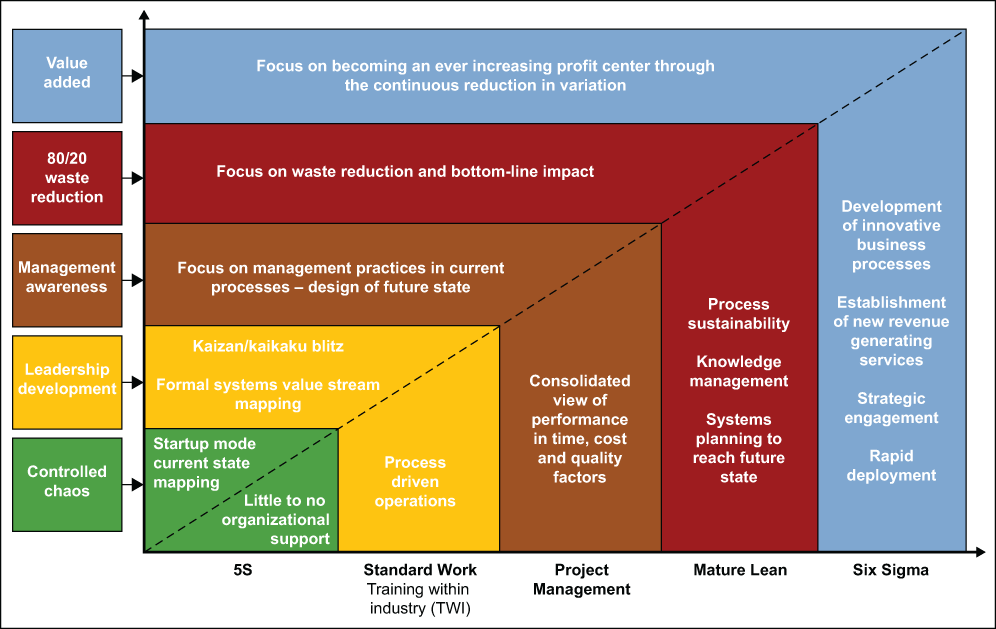 Value
added
Focus on becoming an ever increasing profit center through
the continuous reduction in variation
80/20
waste
reduction
Focus on waste reduction and bottom-line impact
Management
awareness
Focus on management practices in current
processes – design of future state
Leadership
development
Kaizan/kaikaku blitz
Formal systems value stream
mapping
Controlled
chaos
Startup mode
current state
mapping
Little to no
organizational
support
Process
driven
operations
Consolidated
view of
performance
in time, cost
and quality
factors
Process
sustainability
Knowledge
management
Systems
planning to
reach future
state
Development
of innovative
business
processes
Establishment
of new revenue
generating
services
Strategic
engagement
Rapid
deployment
5S
Standard Work
Training within
industry (TWI)
Project
Management
Mature Lean
Six Sigma